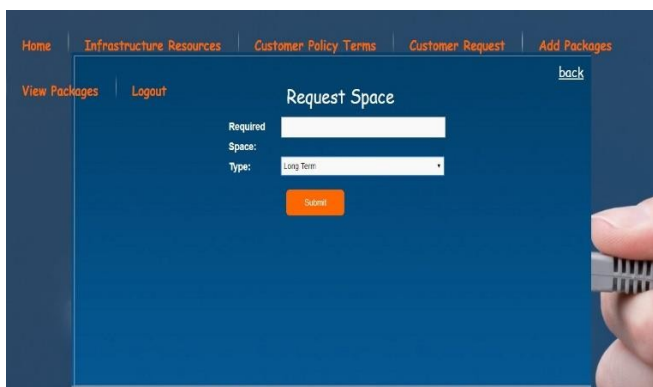 Home Infrastructure Resources Customer Policy Terms Customer Request Add Packages
back
View Packages Logout
Request Space
Required
Space:
Type: Long Term
Submit